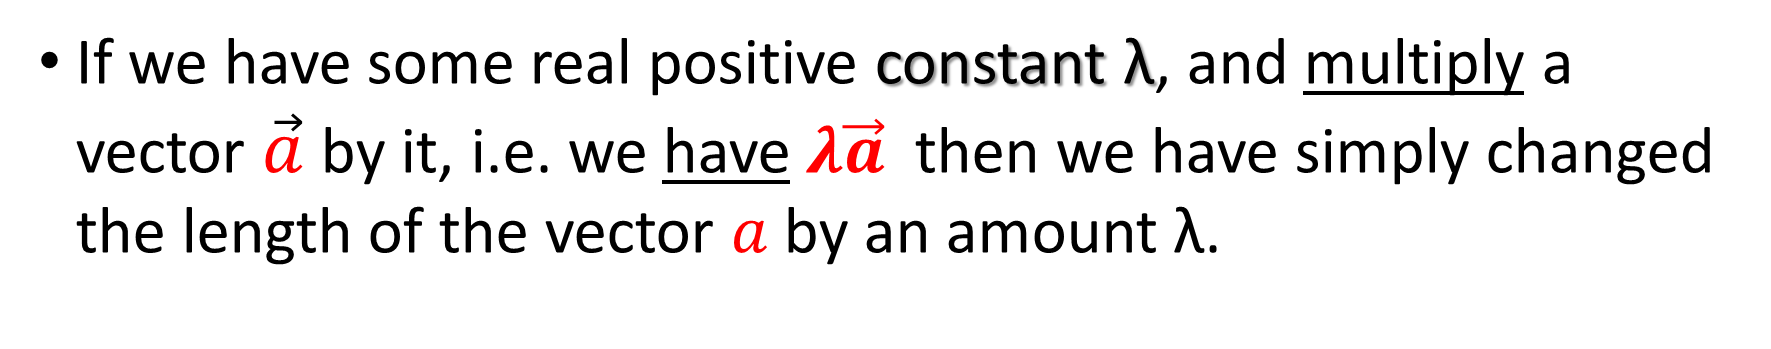 • If we have some real positive constant λ, and multiply a
vector a⃗ by it, i.e. we have λa⃗ then we have simply changed
the length of the vector a by an amount λ.